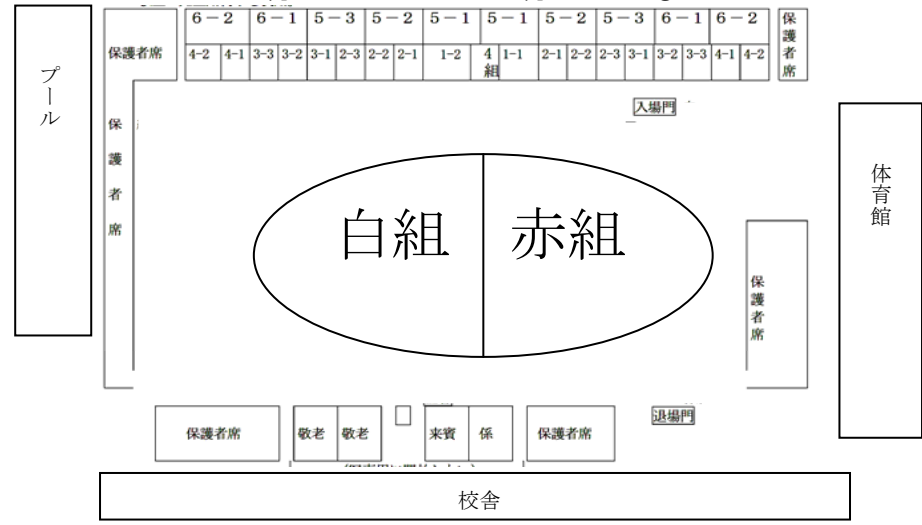 6－2 6－1 5－3 5－2 5－1 5－1 5－2 5－3 6－1 6－2
保護者席 4-2 4-1 3-3 3-2 3-1 2-3 2-2 2-1 1-2 4組 1-1 2-1 2-2 2-3 3-1 3-2 3-3 4-1 4-2 保護者席
プール
保護者席
入場門
体育館
白組 赤組
保護者席
保護者席 敬老 敬老 来賓 係 保護者席 退場門
校舎